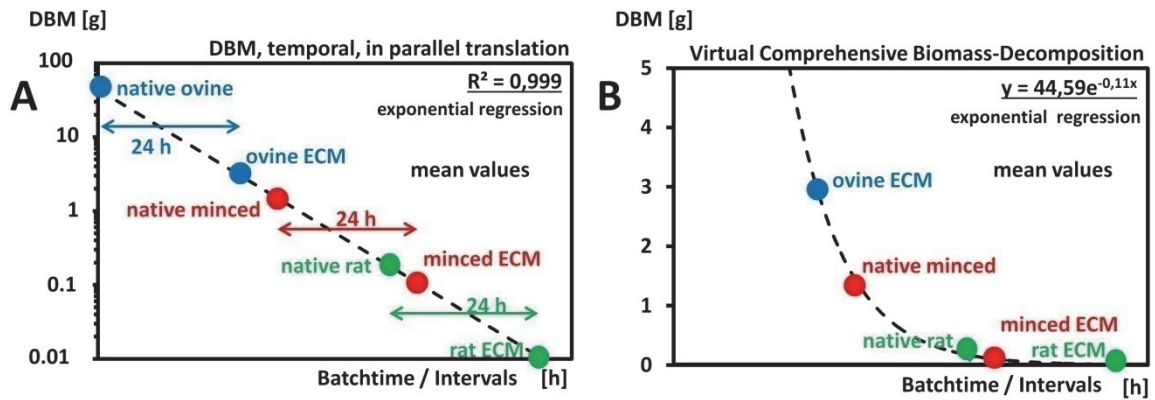 DBM [g]
DBM, temporal, in parallel translation
A
100
10
1
0.1
0.01
R² = 0,999
exponential regression
native ovine
24 h
ovine ECM
mean values
native minced
24 h
native rat
minced ECM
24 h
rat ECM
Batchtime / Intervals [h]
DBM [g]
Virtual Comprehensive Biomass-Decomposition
B
5
4
3
2
1
0
y = 44,59e^-0,11x
exponential regression
ovine ECM
mean values
native minced
native rat
minced ECM
rat ECM
Batchtime / Intervals [h]